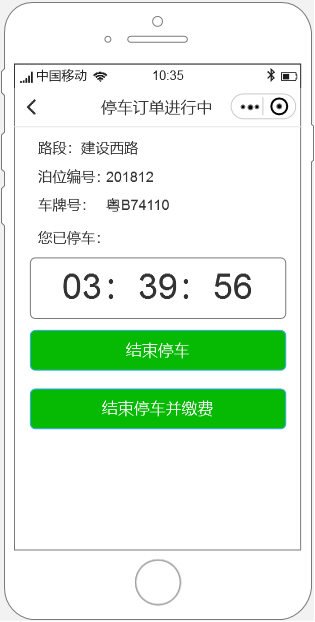 中国移动 10:35
停车订单进行中
路段：建设西路
泊位编号：201812
车牌号： 粤B74110
您已停车：
03：39：56
结束停车
结束停车并缴费